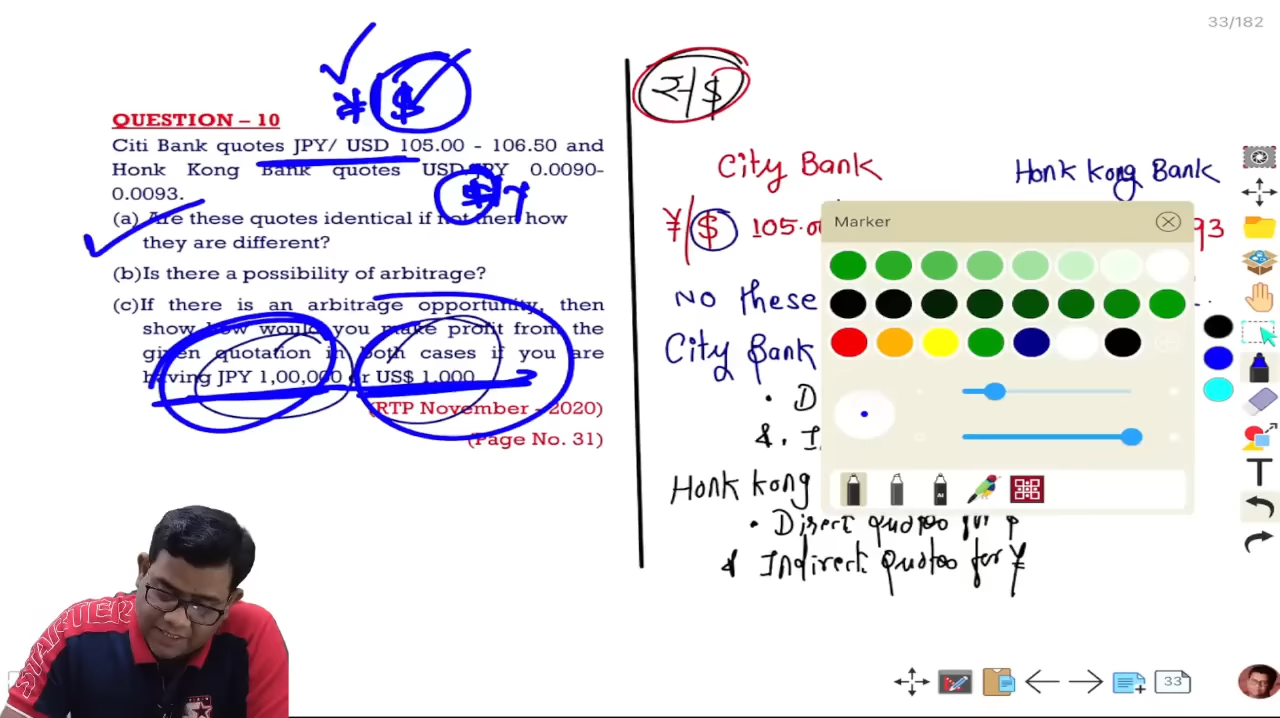 33/182
¥ $
₹/$
QUESTION – 10
Citi Bank quotes JPY/ USD 105.00 - 106.50 and
Honk Kong Bank quotes USD JPY 0.0090-
0.0093.
$/¥
(a) Are these quotes identical if not then how
they are different?
(b)Is there a possibility of arbitrage?
(c)If there is an arbitrage opportunity, then
show how would you make profit from the
given quotation in both cases if you are
having JPY 1,00,000 or US$ 1,000
(RTP November - 2020)
(Page No. 31)
City Bank
Honk Kong Bank
¥/$ 105.00
93
No these
City Bank
• D
&. I
Honk Kong
• Direct quotes for $
& Indirect Quotes for ¥
Marker
AI
T
33
STARTER